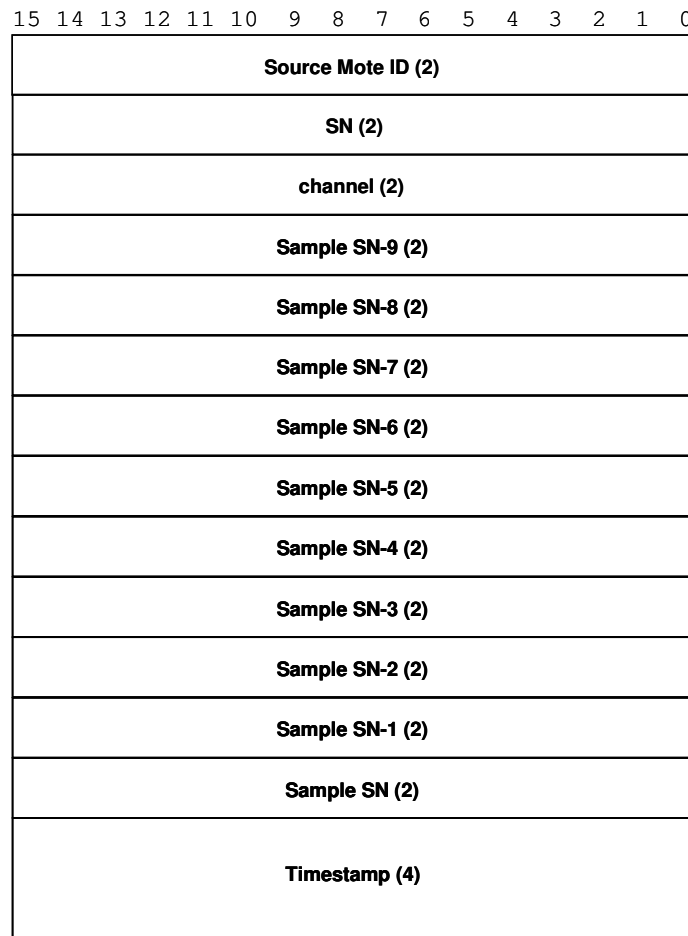 15 14 13 12 11 10 9 8 7 6 5 4 3 2 1 0
Source Mote ID (2)
SN (2)
channel (2)
Sample SN-9 (2)
Sample SN-8 (2)
Sample SN-7 (2)
Sample SN-6 (2)
Sample SN-5 (2)
Sample SN-4 (2)
Sample SN-3 (2)
Sample SN-2 (2)
Sample SN-1 (2)
Sample SN (2)
Timestamp (4)